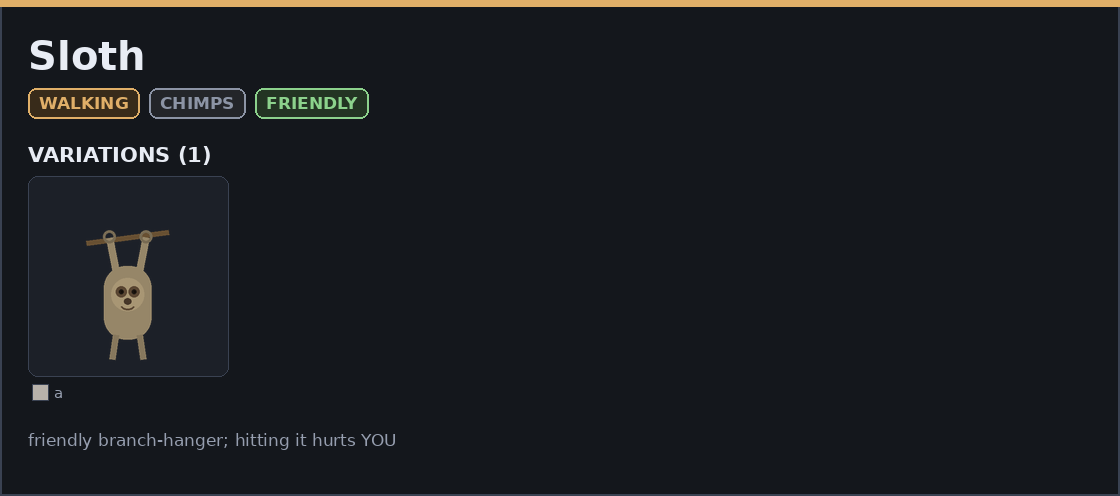 Sloth
WALKING CHIMPS FRIENDLY
VARIATIONS (1)
a
friendly branch-hanger; hitting it hurts YOU